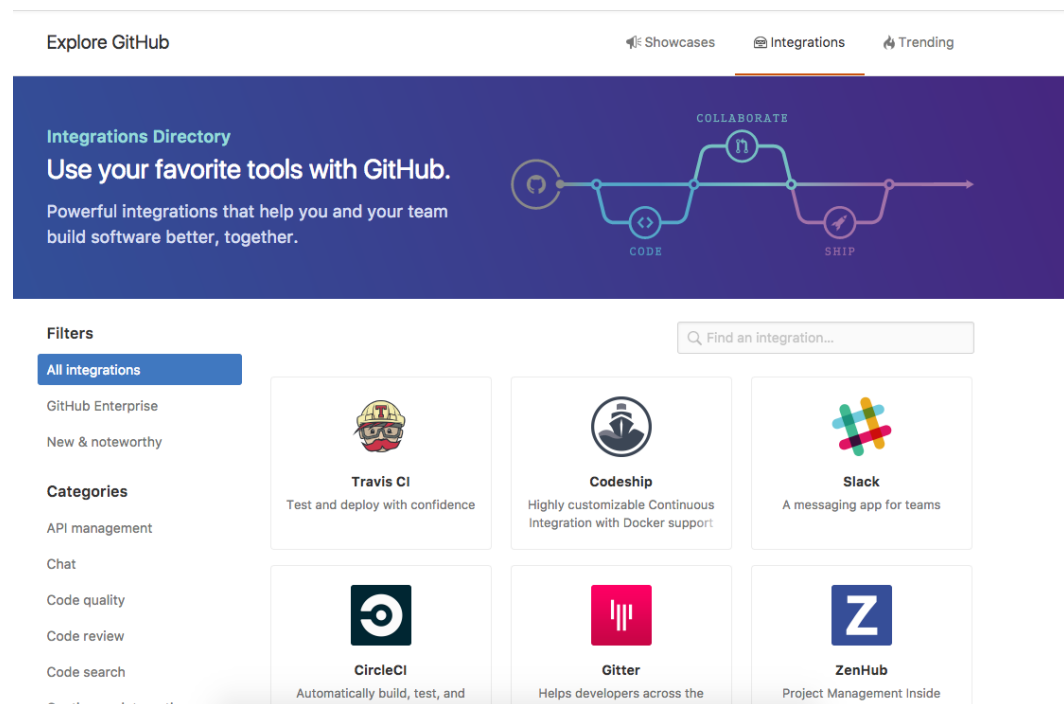 Explore GitHub
Showcases
Integrations
Trending
Integrations Directory
Use your favorite tools with GitHub.
Powerful integrations that help you and your team
build software better, together.
COLLABORATE
CODE
SHIP
Filters
All integrations
GitHub Enterprise
New & noteworthy
Categories
API management
Chat
Code quality
Code review
Code search
Find an integration...
T
Travis CI
Test and deploy with confidence
Codeship
Highly customizable Continuous
Integration with Docker support
Slack
A messaging app for teams
CircleCI
Automatically build, test, and
Gitter
Helps developers across the
Z
ZenHub
Project Management Inside